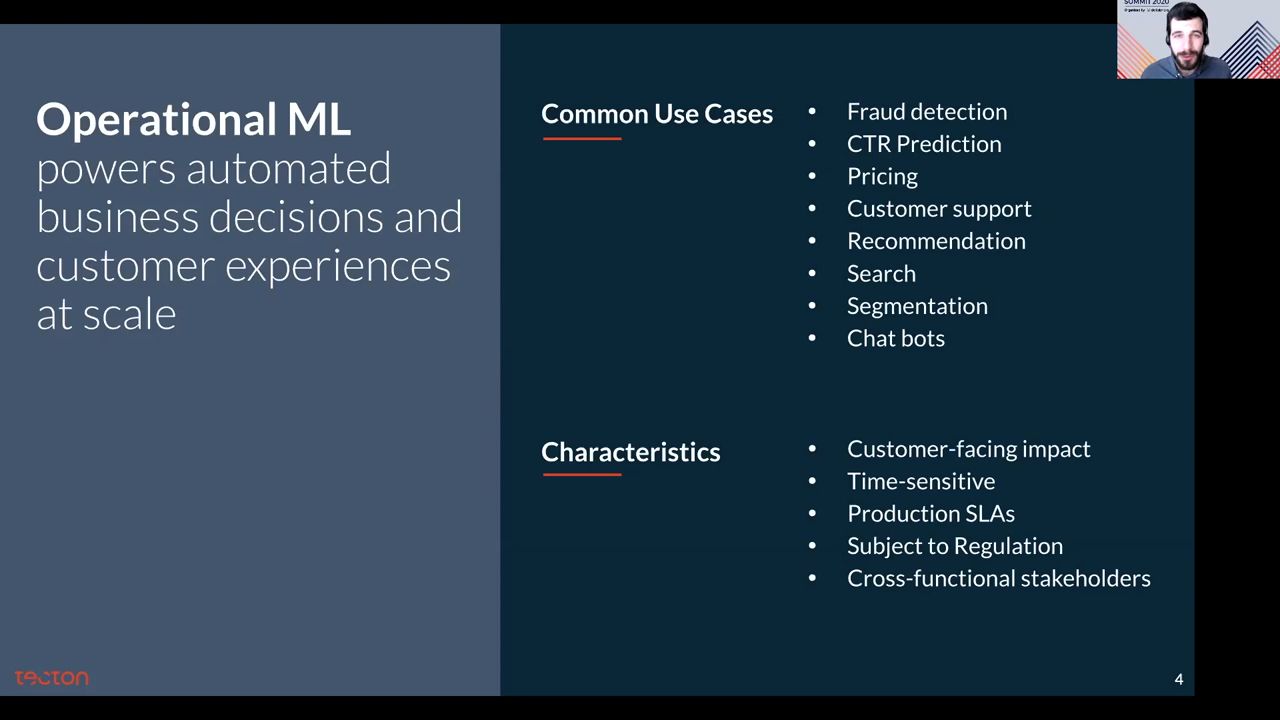 SUMMIT 2020
Operational ML
powers automated
business decisions and
customer experiences
at scale
Common Use Cases
• Fraud detection
• CTR Prediction
• Pricing
• Customer support
• Recommendation
• Search
• Segmentation
• Chat bots
Characteristics
• Customer-facing impact
• Time-sensitive
• Production SLAs
• Subject to Regulation
• Cross-functional stakeholders
tecton
4